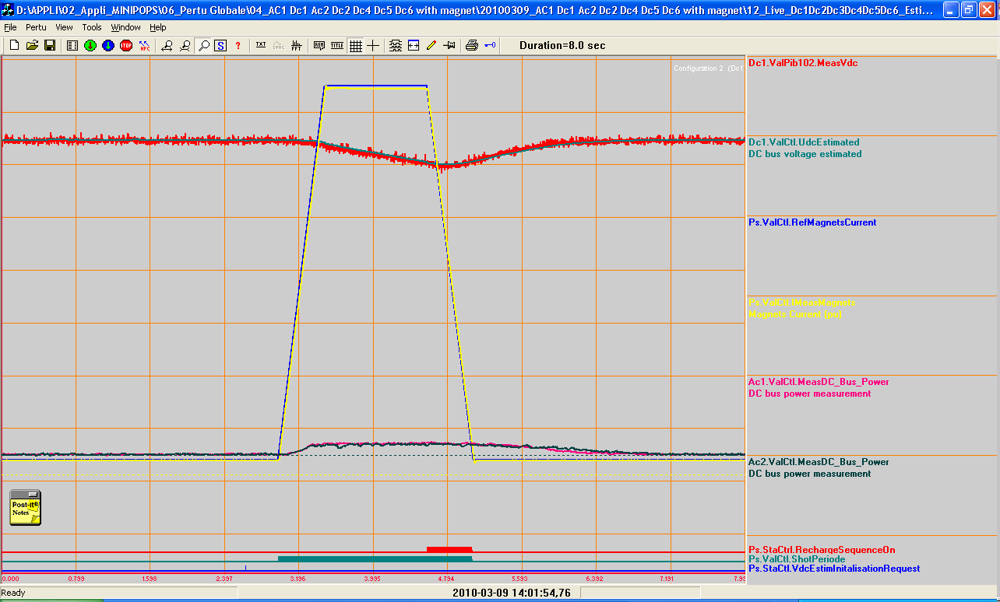 D:\APPLI\02_Appli_MINIPOPS\06_Pertu Globale\04_AC1 Dc1 Ac2 Dc2 Dc4 Dc5 Dc6 with magnet\20100309_AC1 Dc1 Ac2 Dc2 Dc4 Dc5 Dc6 with magnet\12_Live_Dc1Dc2Dc3Dc4Dc5Dc6_Esti...
File Pertu View Tools Window Help
STOP HPC S ? TXT SYNC FFT REM TITLE Duration=8.0 sec
Configuration 2 (Dc1
Dc1.ValPib102.MeasVdc
Dc1.ValCtl.UdcEstimated
DC bus voltage estimated
Ps.ValCtl.RefMagnetsCurrent
Ps.ValCtl.IMeasMagnets
Magnets Current (pu)
Ac1.ValCtl.MeasDC_Bus_Power
DC bus power measurement
Ac2.ValCtl.MeasDC_Bus_Power
DC bus power measurement
Post-it®
Notes
Ps.StaCtrl.RechargeSequenceOn
Ps.ValCtl.ShotPeriode
Ps.StaCtl.VdcEstimInitalisationRequest
0.000 0.799 1.598 2.397 3.196 3.995 4.794 5.593 6.392 7.191 7.99
Ready 2010-03-09 14:01:54,76